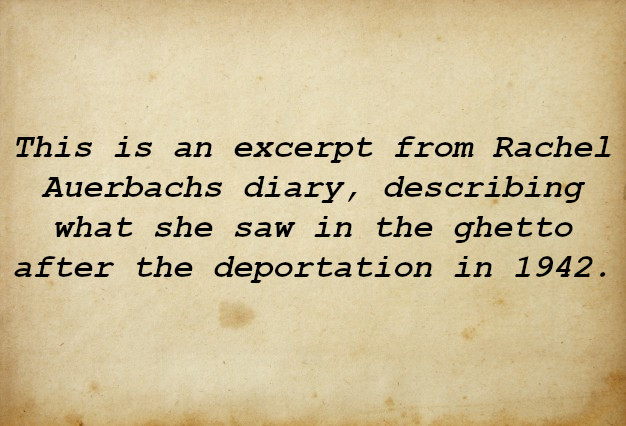 This is an excerpt from Rachel
Auerbachs diary, describing
what she saw in the ghetto
after the deportation in 1942.